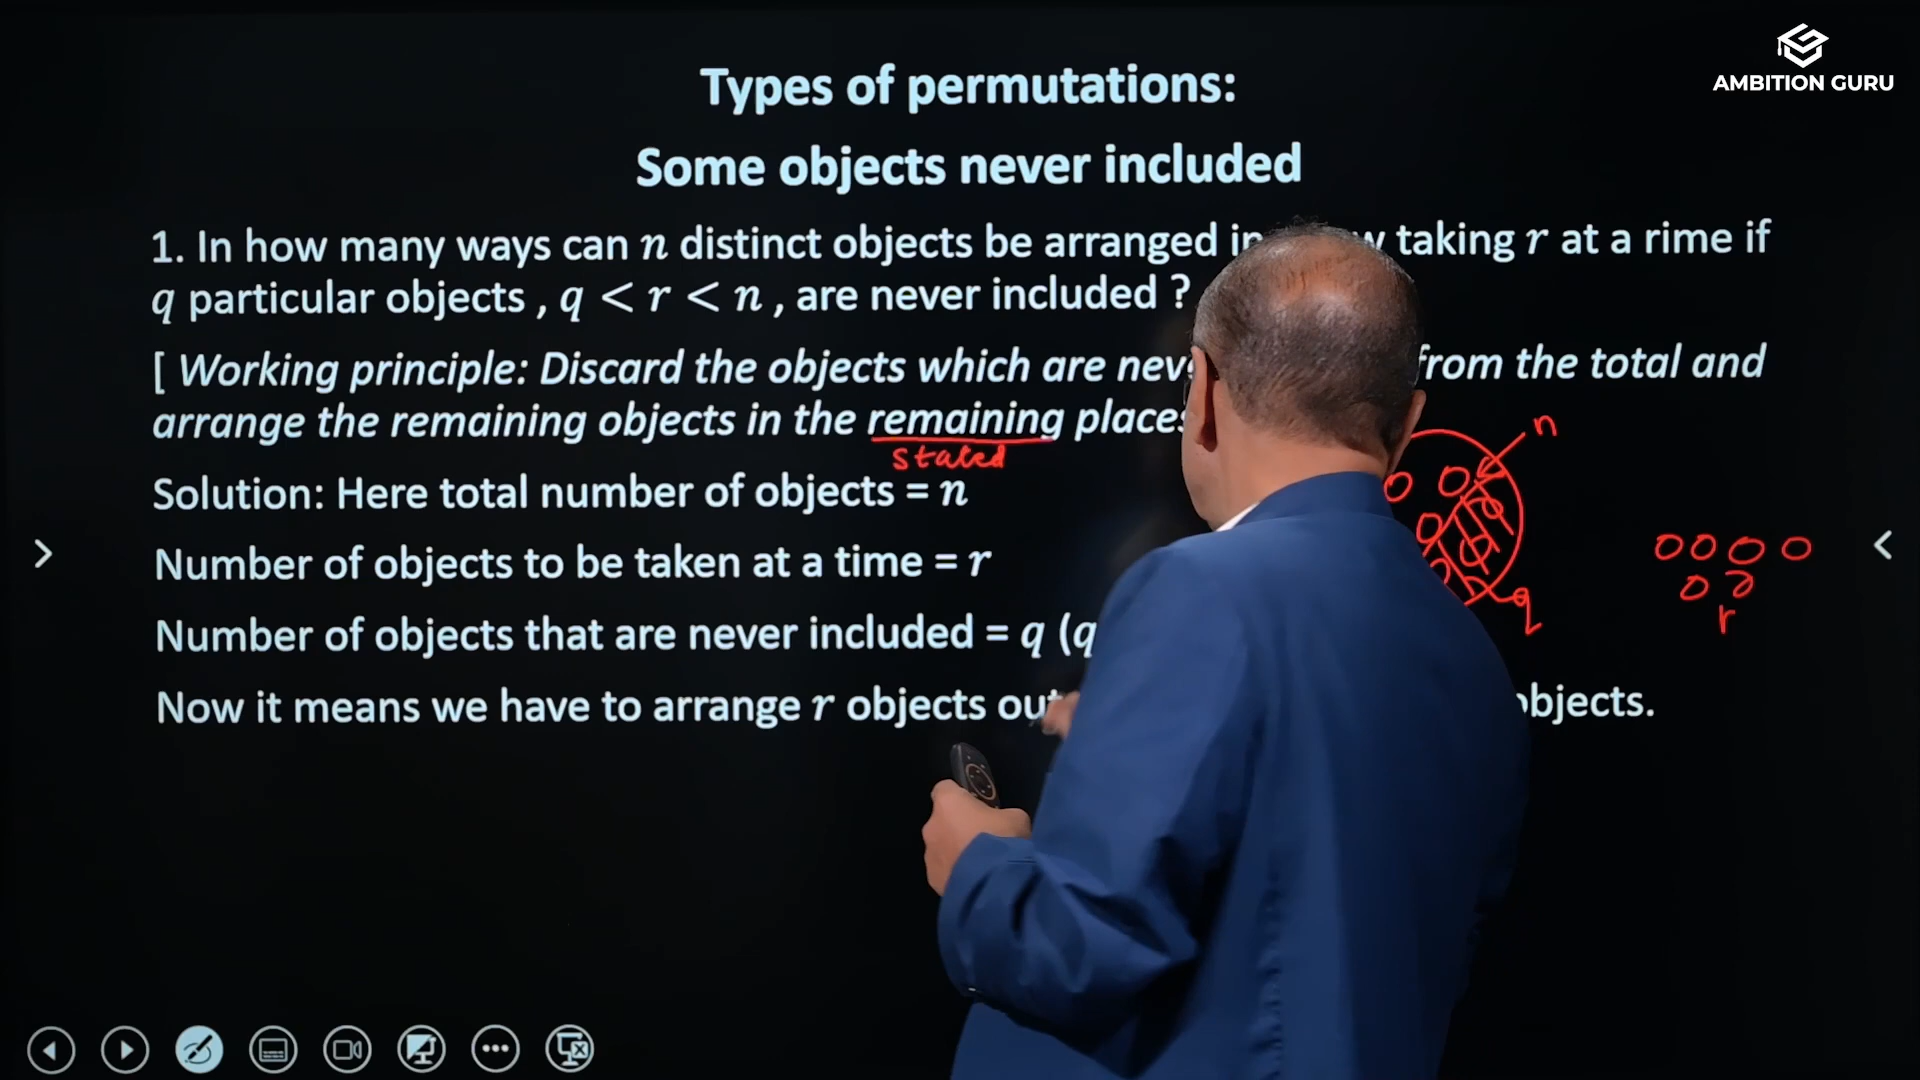 AMBITION GURU
Types of permutations:
Some objects never included
1. In how many ways can n distinct objects be arranged in taking r at a rime if
q particular objects , q < r < n , are never included ?
[ Working principle: Discard the objects which are from the total and
arrange the remaining objects in the remaining places
stated
n
Solution: Here total number of objects = n
Number of objects to be taken at a time = r
r
q
Number of objects that are never included = q (q
Now it means we have to arrange r objects out objects.